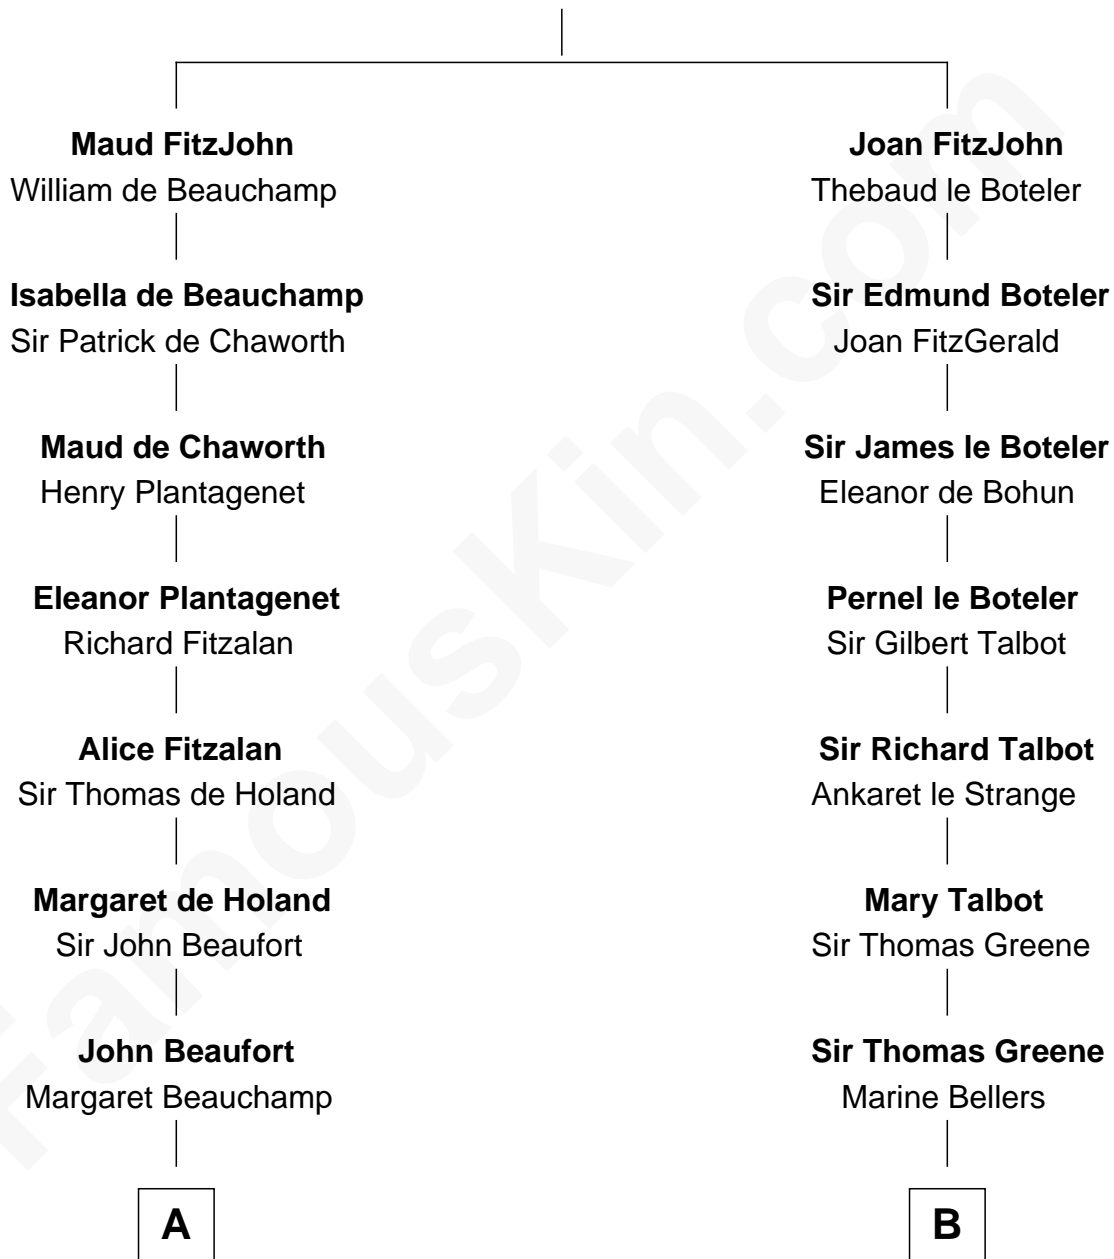 Maud FitzJohn
William de Beauchamp
Isabella de Beauchamp
Sir Patrick de Chaworth
Maud de Chaworth
Henry Plantagenet
Eleanor Plantagenet
Richard Fitzalan
Alice Fitzalan
Sir Thomas de Holand
Margaret de Holand
Sir John Beaufort
John Beaufort
Margaret Beauchamp
A
Joan FitzJohn
Thebaud le Boteler
Sir Edmund Boteler
Joan FitzGerald
Sir James le Boteler
Eleanor de Bohun
Pernel le Boteler
Sir Gilbert Talbot
Sir Richard Talbot
Ankaret le Strange
Mary Talbot
Sir Thomas Greene
Sir Thomas Greene
Marine Bellers
B
FamousKin.com